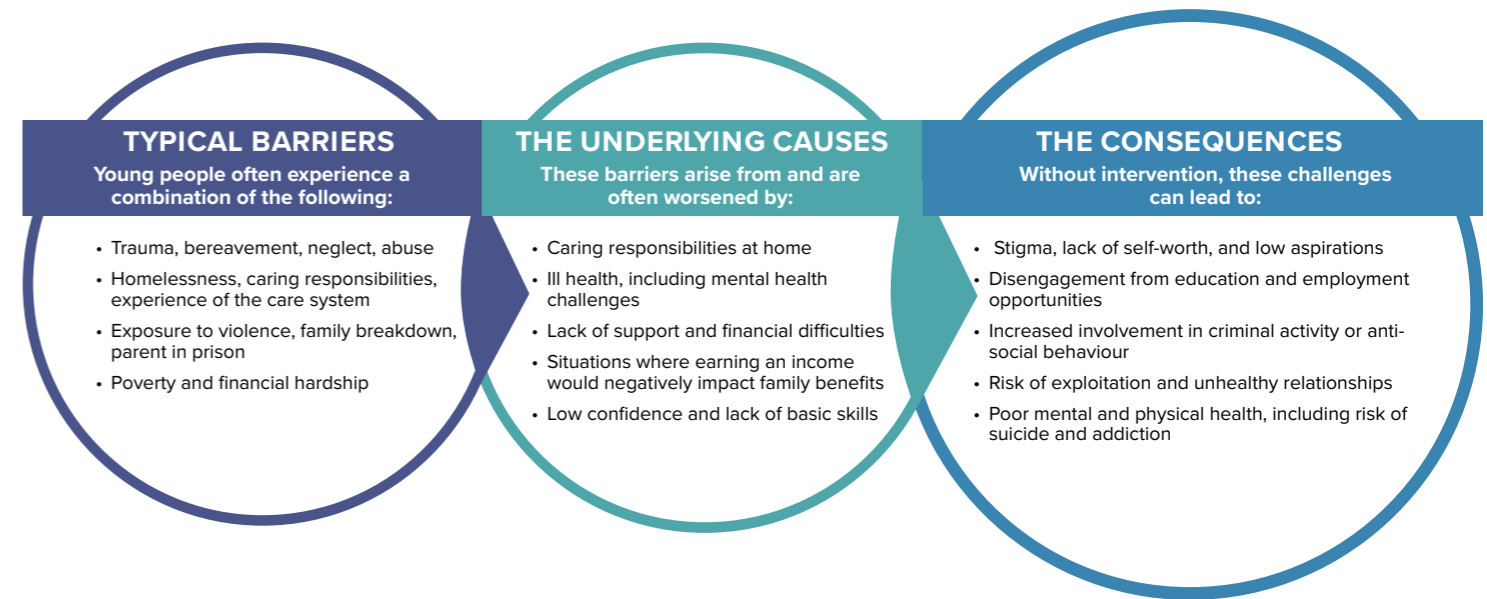 TYPICAL BARRIERS
Young people often experience a
combination of the following:
• Trauma, bereavement, neglect, abuse
• Homelessness, caring responsibilities,
experience of the care system
• Exposure to violence, family breakdown,
parent in prison
• Poverty and financial hardship
THE UNDERLYING CAUSES
These barriers arise from and are
often worsened by:
• Caring responsibilities at home
• Ill health, including mental health
challenges
• Lack of support and financial difficulties
• Situations where earning an income
would negatively impact family benefits
• Low confidence and lack of basic skills
THE CONSEQUENCES
Without intervention, these challenges
can lead to:
• Stigma, lack of self-worth, and low aspirations
• Disengagement from education and employment
opportunities
• Increased involvement in criminal activity or anti-
social behaviour
• Risk of exploitation and unhealthy relationships
• Poor mental and physical health, including risk of
suicide and addiction